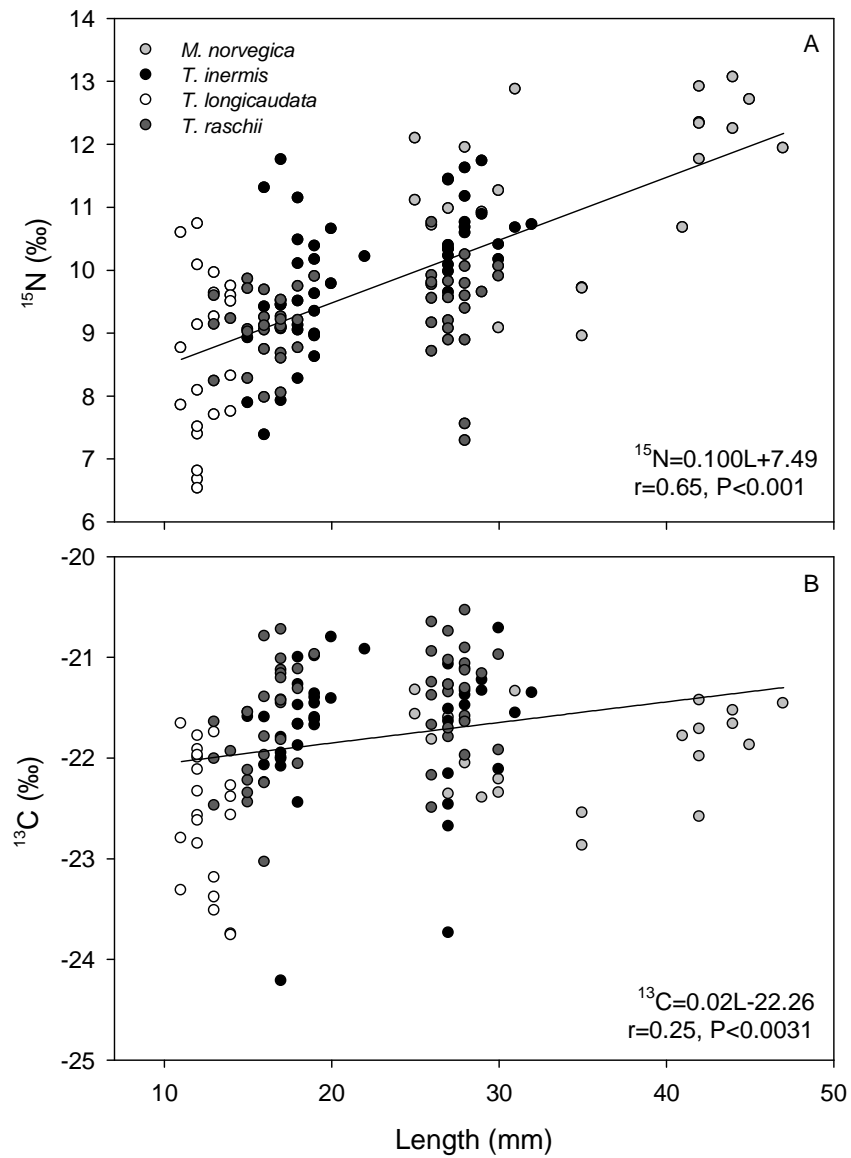 14
A
M. norvegica
13
T. inermis
T. longicaudata
T. raschii
12
11
¹⁵N (‰)
10
9
8
7
¹⁵N=0.100L+7.49
r=0.65, P<0.001
6
-20
B
-21
-22
¹³C (‰)
-23
-24
¹³C=0.02L-22.26
r=0.25, P<0.0031
-25
10 20 30 40 50
Length (mm)